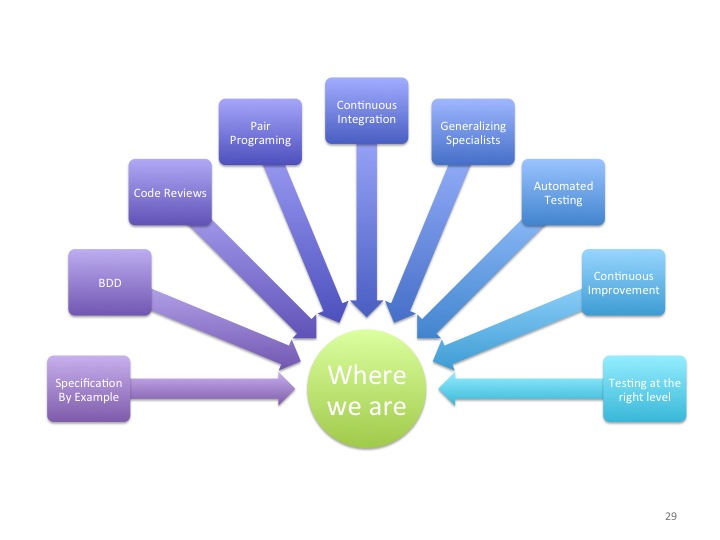 Continuous
Integration
Pair
Programing
Generalizing
Specialists
Code Reviews
Automated
Testing
BDD
Continuous
Improvement
Specification
By Example
Where
we are
Testing at the
right level
29